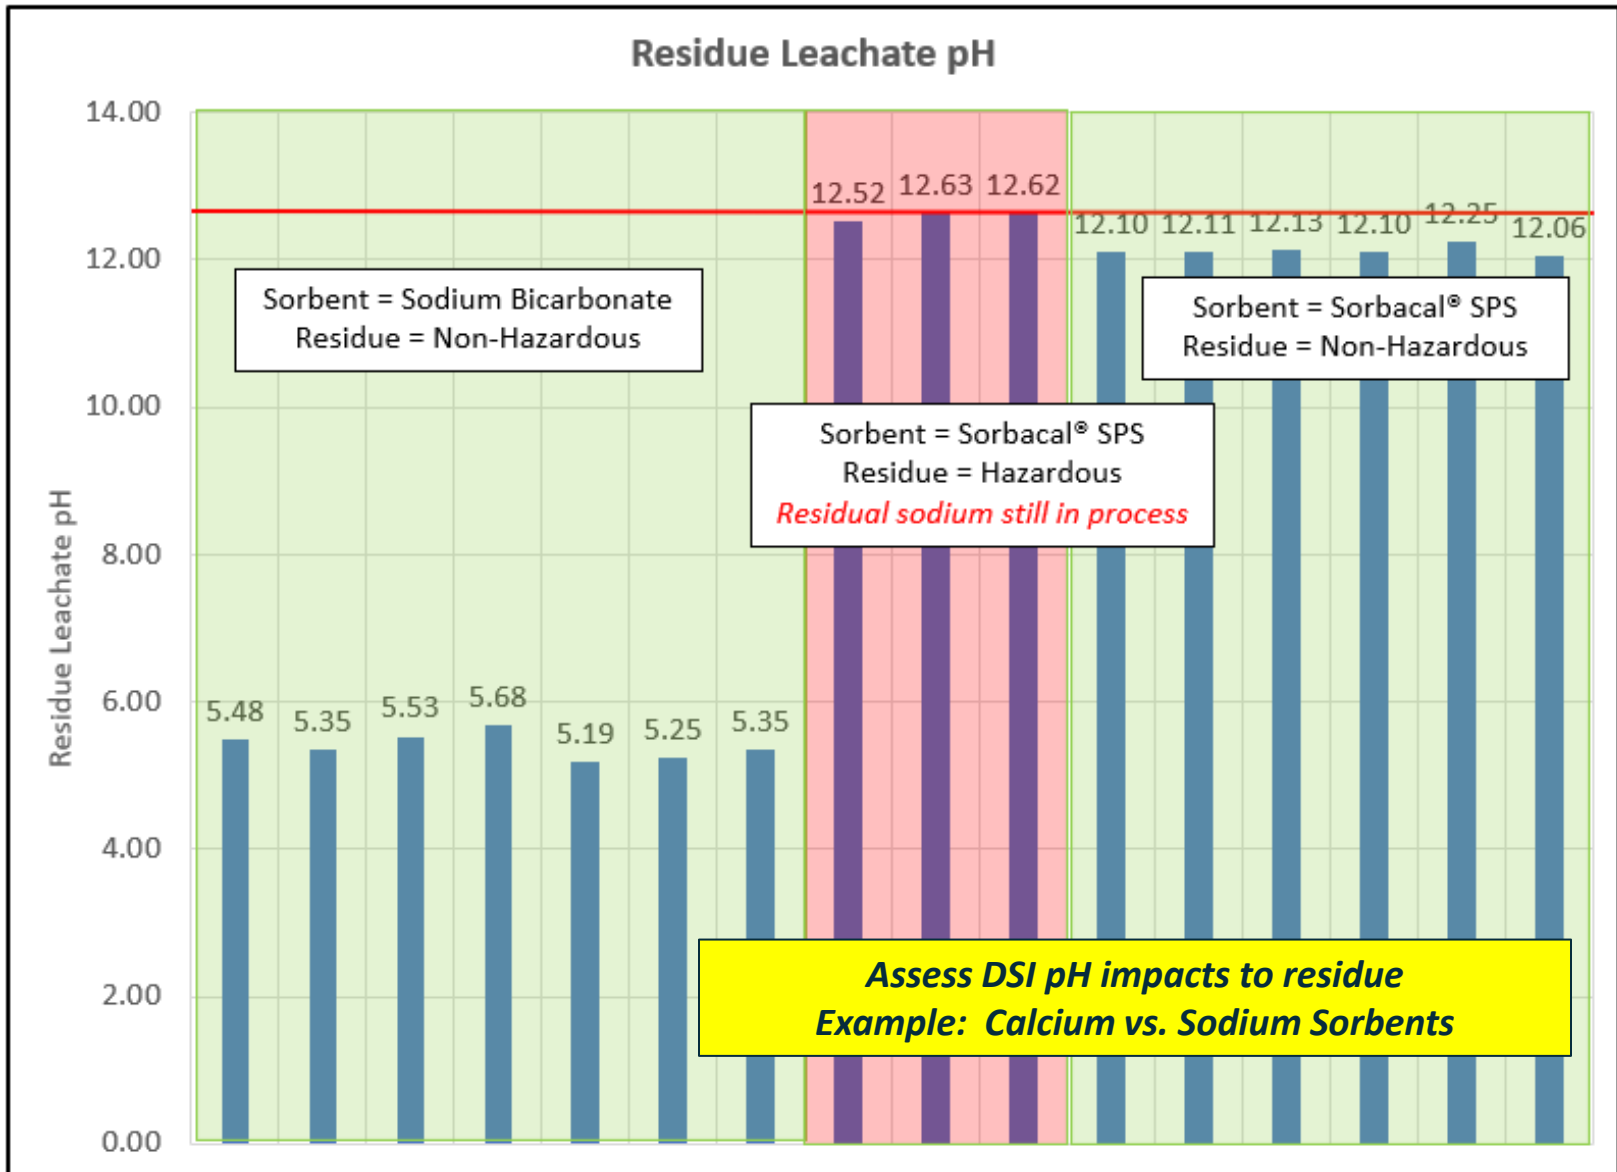 Residue Leachate pH
14.00
12.00
10.00
8.00
6.00
4.00
2.00
0.00
Residue Leachate pH
5.48
5.35
5.53
5.68
5.19
5.25
5.35
12.52
12.63
12.62
12.10
12.11
12.13
12.10
12.25
12.06
Sorbent = Sodium Bicarbonate
Residue = Non-Hazardous
Sorbent = Sorbacal® SPS
Residue = Hazardous
Residual sodium still in process
Sorbent = Sorbacal® SPS
Residue = Non-Hazardous
Assess DSI pH impacts to residue
Example:  Calcium vs. Sodium Sorbents